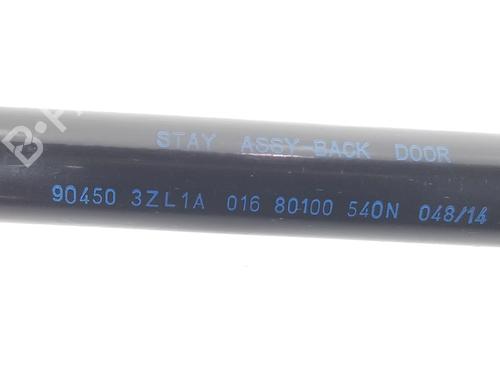 STAY ASSY-BACK DOOR
90450 3ZL1A 016 80100 540N 048/14